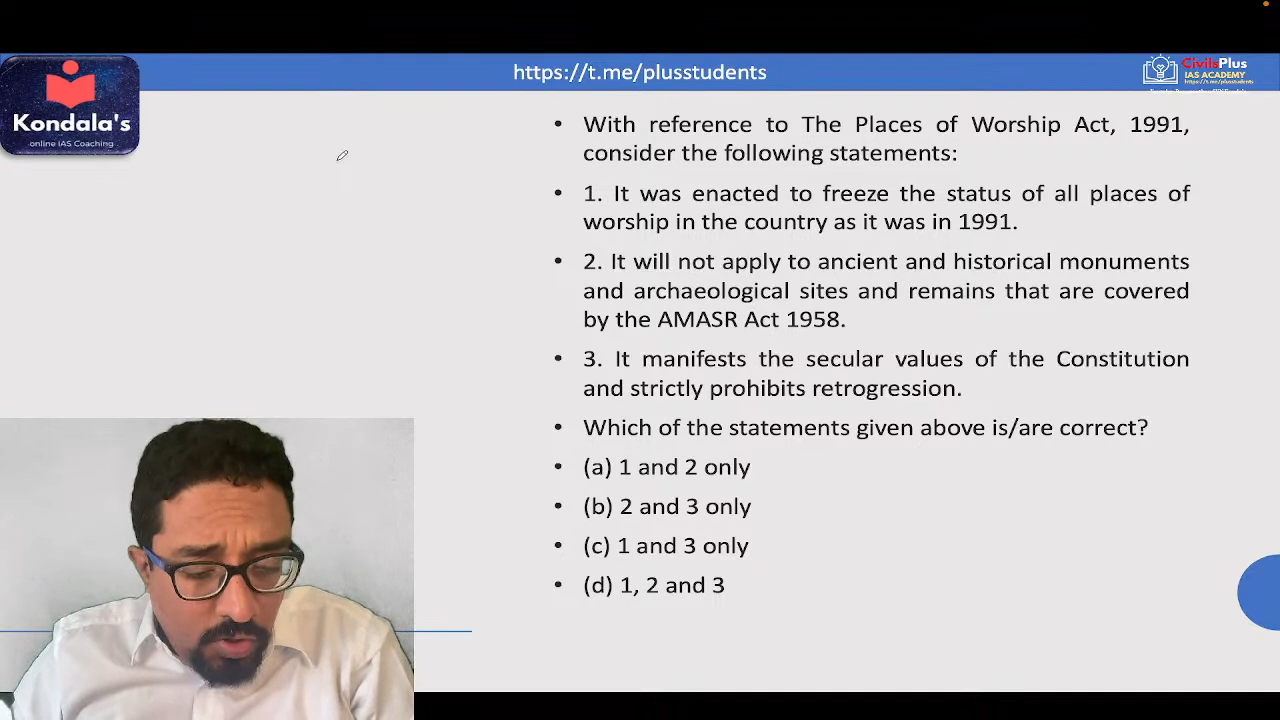 https://t.me/plusstudents
CivilsPlus
IAS ACADEMY
https://t.me/plusstudents
Kondala's
online IAS Coaching
• With reference to The Places of Worship Act, 1991,
consider the following statements:
• 1. It was enacted to freeze the status of all places of
worship in the country as it was in 1991.
• 2. It will not apply to ancient and historical monuments
and archaeological sites and remains that are covered
by the AMASR Act 1958.
• 3. It manifests the secular values of the Constitution
and strictly prohibits retrogression.
• Which of the statements given above is/are correct?
• (a) 1 and 2 only
• (b) 2 and 3 only
• (c) 1 and 3 only
• (d) 1, 2 and 3